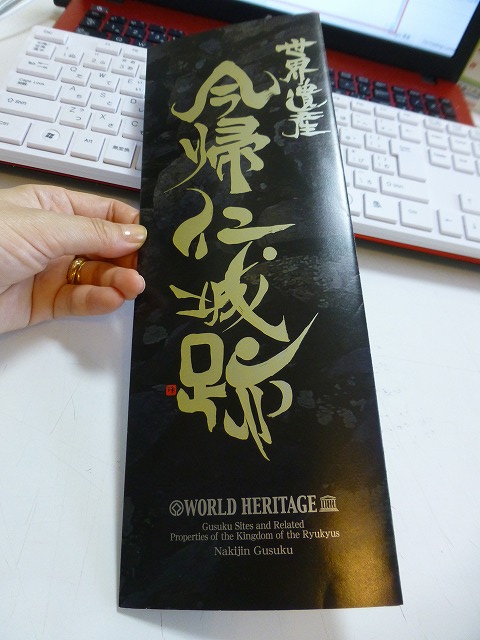 世界遺産
今帰仁城跡
WORLD HERITAGE
Gusuku Sites and Related
Properties of the Kingdom of the Ryukyus
Nakijin Gusuku